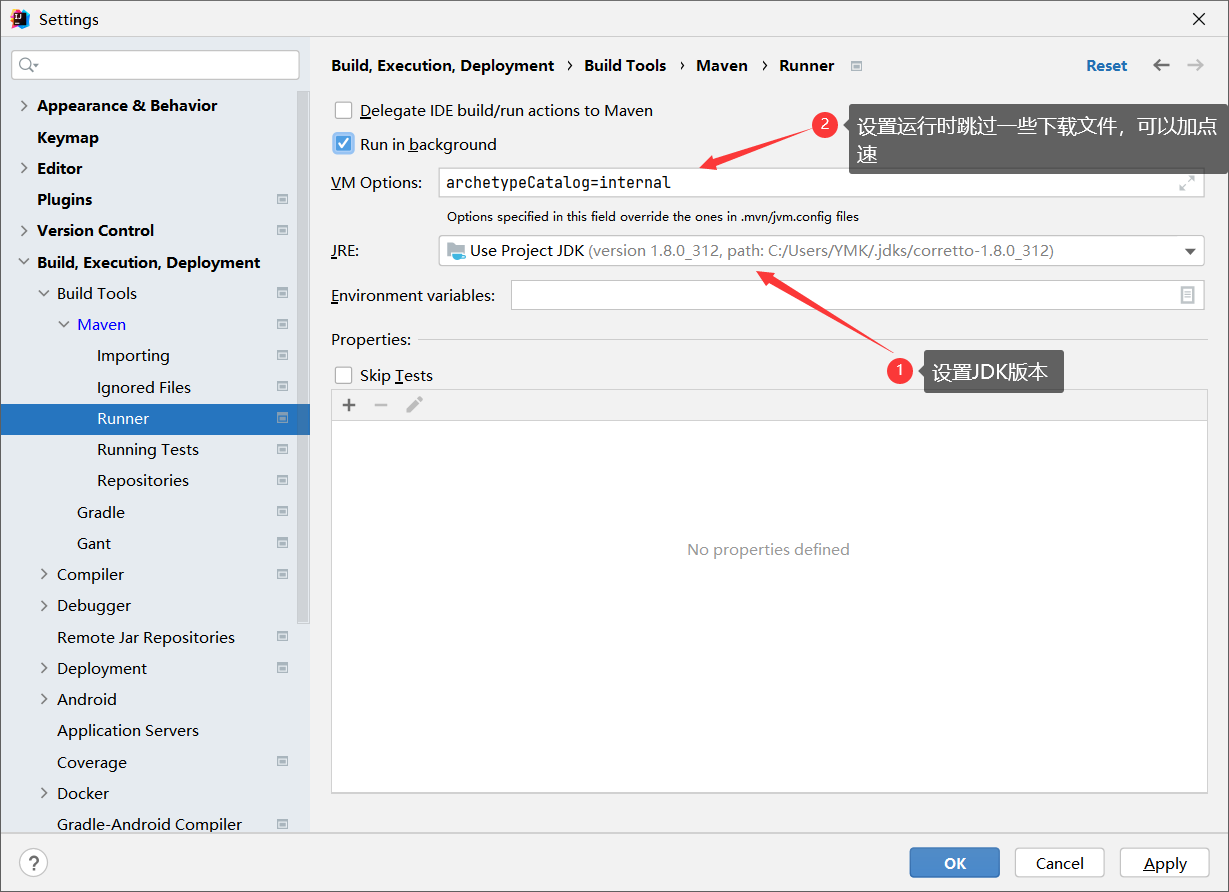 Settings
Build, Execution, Deployment › Build Tools › Maven › Runner
Reset
Appearance & Behavior
Keymap
Editor
Plugins
Version Control
Build, Execution, Deployment
Build Tools
Maven
Importing
Ignored Files
Runner
Running Tests
Repositories
Gradle
Gant
Compiler
Debugger
Remote Jar Repositories
Deployment
Android
Application Servers
Coverage
Docker
Gradle-Android Compiler
Delegate IDE build/run actions to Maven
Run in background
2
设置运行时跳过一些下载文件，可以加点
速
VM Options: archetypeCatalog=internal
Options specified in this field override the ones in .mvn/jvm.config files
JRE: Use Project JDK (version 1.8.0_312, path: C:/Users/YMK/.jdks/corretto-1.8.0_312)
Environment variables:
Properties:
1
设置JDK版本
Skip Tests
No properties defined
?
OK
Cancel
Apply